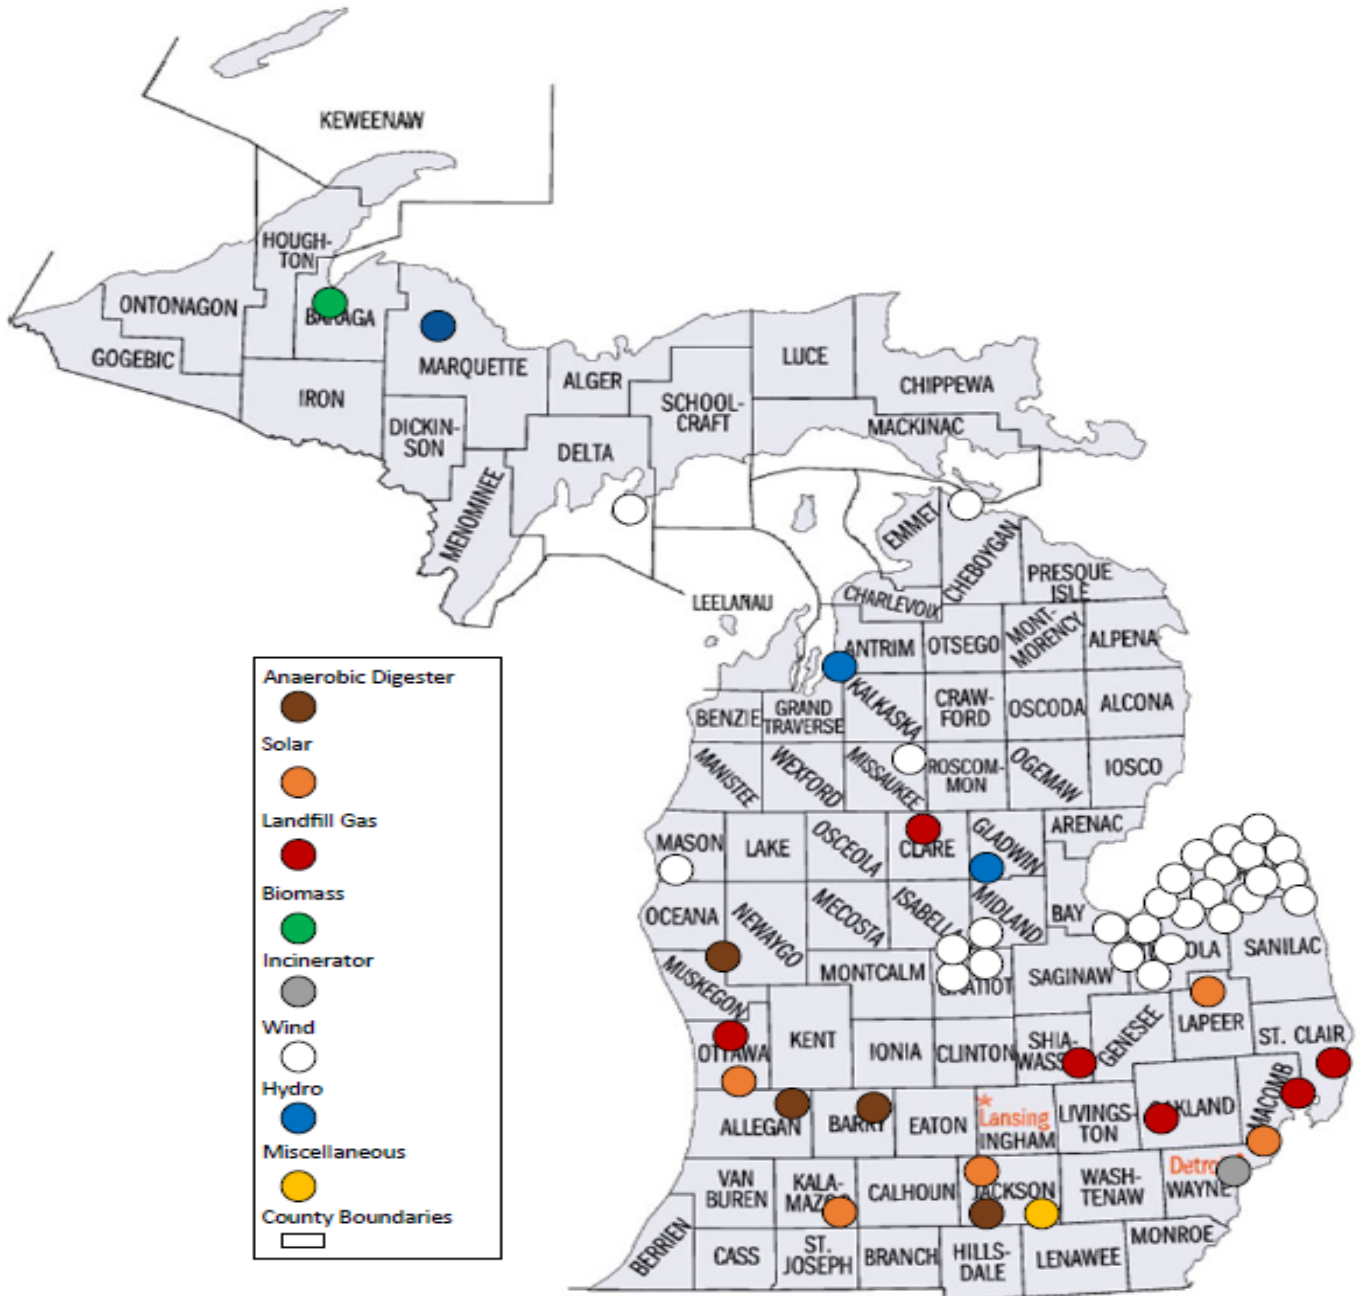 KEWEENAW
HOUGH-
TON
ONTONAGON
BARAGA
GOGEBIC
MARQUETTE
IRON
ALGER
LUCE
CHIPPEWA
SCHOOL-
CRAFT
DICKIN-
SON
MACKINAC
DELTA
MENOMINEE
EMMET
CHEBOYGAN
PRESQUE
ISLE
LEELANAU
CHARLEVOIX
ANTRIM
OTSEGO
MONT-
MORENCY
ALPENA
BENZIE
GRAND
TRAVERSE
KALKASKA
CRAW-
FORD
OSCODA
ALCONA
MANISTEE
WEXFORD
MISSAUKEE
ROSCOM-
MON
OGEMAW
IOSCO
MASON
LAKE
OSCEOLA
CLARE
GLADWIN
ARENAC
OCEANA
NEWAYGO
MECOSTA
ISABELLA
MIDLAND
BAY
OLA
SANILAC
MUSKEGON
MONTCALM
GRATIOT
SAGINAW
OTTAWA
KENT
IONIA
CLINTON
SHIA-
WASS
GENESEE
LAPEER
ST. CLAIR
ALLEGAN
BARRY
EATON
*
Lansing
INGHAM
LIVINGS-
TON
OAKLAND
MACOMB
VAN
BUREN
KALA-
MAZOO
CALHOUN
JACKSON
WASH-
TENAW
Detroit
WAYNE
BERRIEN
CASS
ST.
JOSEPH
BRANCH
HILLS-
DALE
LENAWEE
MONROE
Anaerobic Digester
Solar
Landfill Gas
Biomass
Incinerator
Wind
Hydro
Miscellaneous
County Boundaries